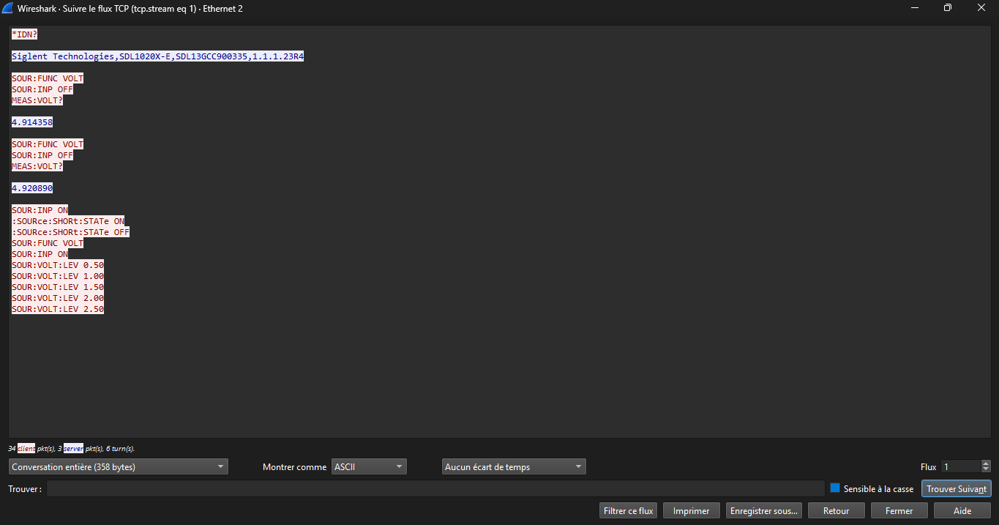 Wireshark · Suivre le flux TCP (tcp.stream eq 1) · Ethernet 2
*IDN?
Siglent Technologies,SDL1020X-E,SDL13GCC900335,1.1.1.23R4
SOUR:FUNC VOLT
SOUR:INP OFF
MEAS:VOLT?
4.914358
SOUR:FUNC VOLT
SOUR:INP OFF
MEAS:VOLT?
4.920890
SOUR:INP ON
:SOURce:SHORt:STATe ON
:SOURce:SHORt:STATe OFF
SOUR:FUNC VOLT
SOUR:INP ON
SOUR:VOLT:LEV 0.50
SOUR:VOLT:LEV 1.00
SOUR:VOLT:LEV 1.50
SOUR:VOLT:LEV 2.00
SOUR:VOLT:LEV 2.50
34 client pkt(s), 3 server pkt(s), 6 turn(s).
Conversation entière (358 bytes) Montrer comme ASCII Aucun écart de temps Flux 1
Trouver : Sensible à la casse Trouver Suivant
Filtrer ce flux Imprimer Enregistrer sous... Retour Fermer Aide